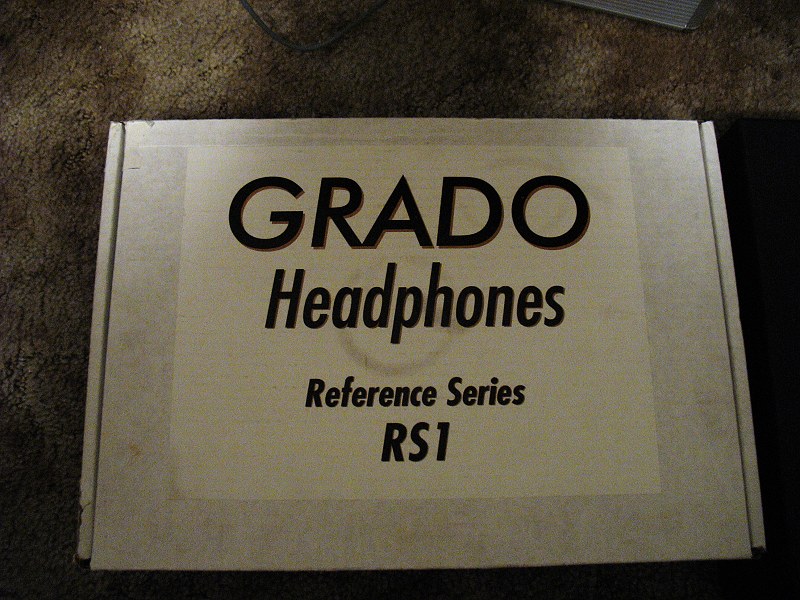 GRADO
Headphones
Reference Series
RS1